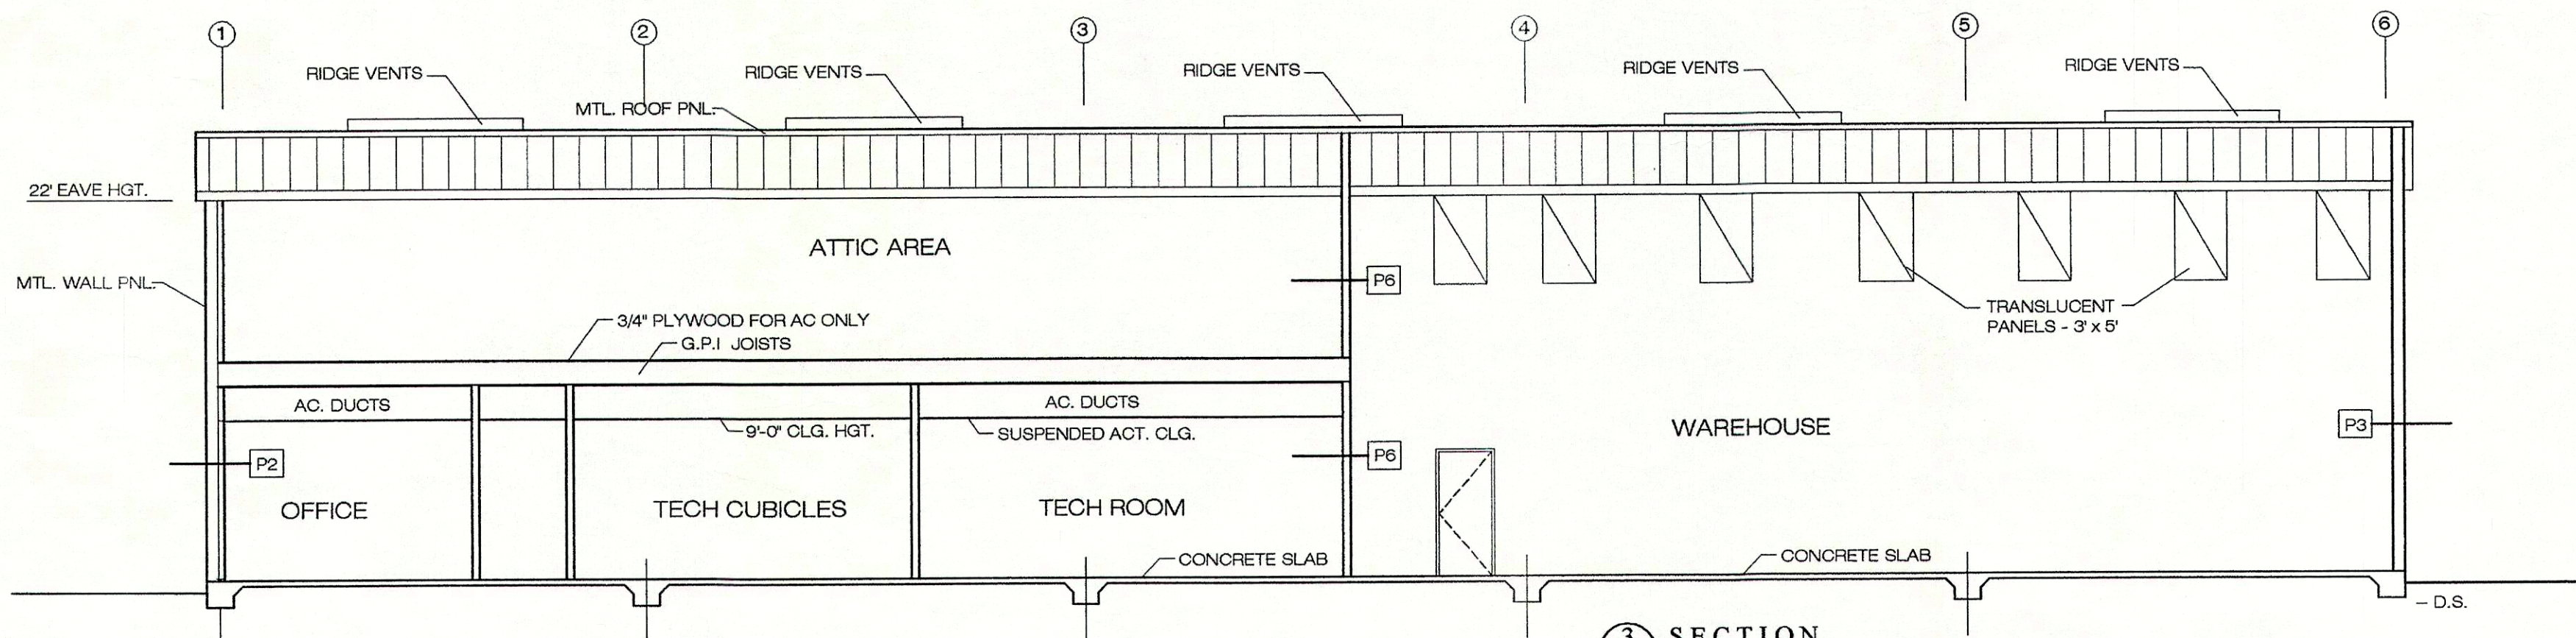 1
2
3
4
5
6
RIDGE VENTS
RIDGE VENTS
RIDGE VENTS
RIDGE VENTS
RIDGE VENTS
MTL. ROOF PNL.
22' EAVE HGT.
ATTIC AREA
MTL. WALL PNL.
P6
TRANSLUCENT
PANELS - 3' x 5'
3/4" PLYWOOD FOR AC ONLY
G.P.I JOISTS
AC. DUCTS
AC. DUCTS
9'-0" CLG. HGT.
SUSPENDED ACT. CLG.
WAREHOUSE
P3
P2
P6
OFFICE
TECH CUBICLES
TECH ROOM
CONCRETE SLAB
CONCRETE SLAB
D.S.
3 SECTION